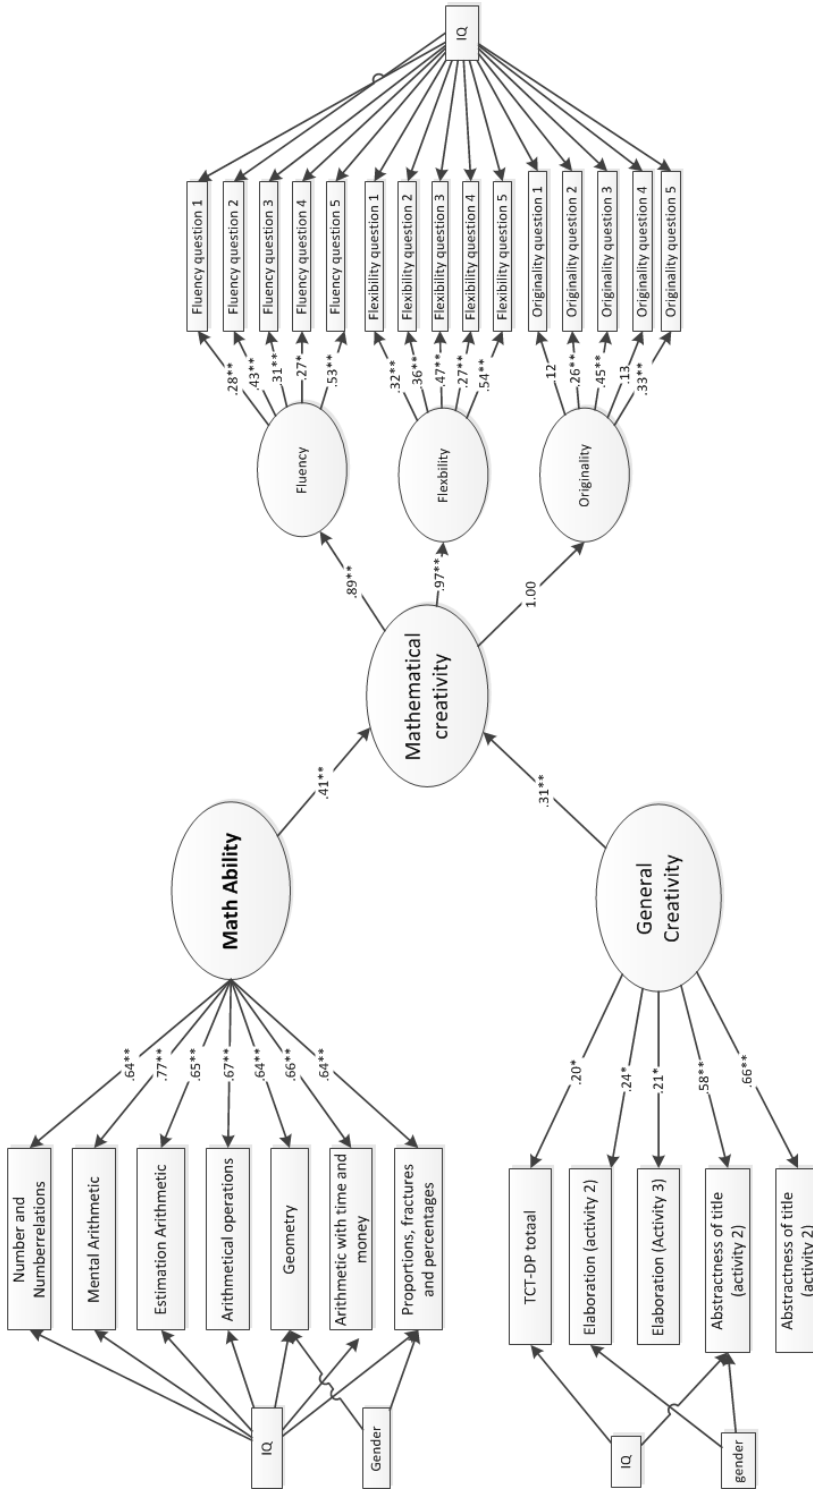 IQ
Gender
Number and
Numberrelations
Mental Arithmetic
Estimation Arithmetic
Arithmetical operations
Geometry
Arithmetic with time and
money
Proportions, fractures
and percentages
.64**
.77**
.65**
.67**
.64**
.66**
.64**
Math Ability
.41**
IQ
gender
TCT-DP totaal
Elaboration (activity 2)
Elaboration (Activity 3)
Abstractness of title
(activity 2)
Abstractness of title
(activity 2)
.20*
.24*
.21*
.58**
.66**
General
Creativity
.31**
Mathematical
creativity
.89**
.97**
1.00
Fluency
Flexbility
Originality
.28**
.43**
.31**
.27*
.53**
.32**
.36**
.47**
.27**
.54**
.12
.26**
.45**
.13
.33**
Fluency question 1
Fluency question 2
Fluency question 3
Fluency question 4
Fluency question 5
Flexibility question 1
Flexibility question 2
Flexibility question 3
Flexibility question 4
Flexibility question 5
Originality question 1
Originality question 2
Originality question 3
Originality question 4
Originality question 5
IQ